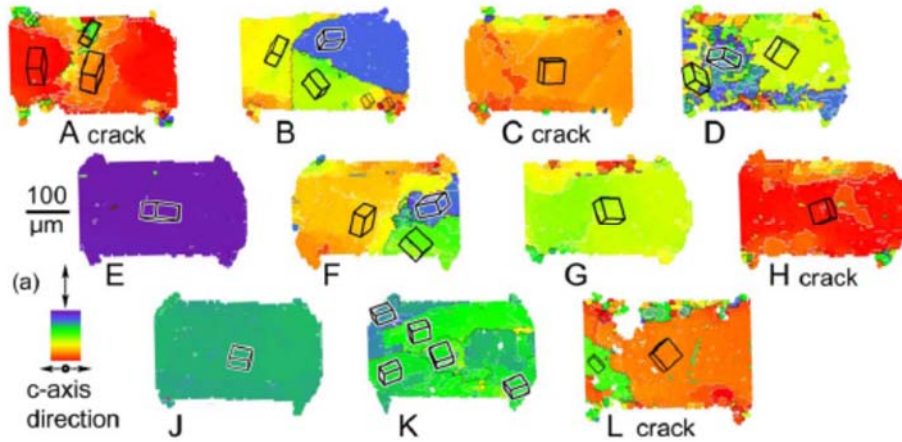 A crack
B
C crack
D
100
μm
E
F
G
H crack
(a)
c-axis
direction
J
K
L crack